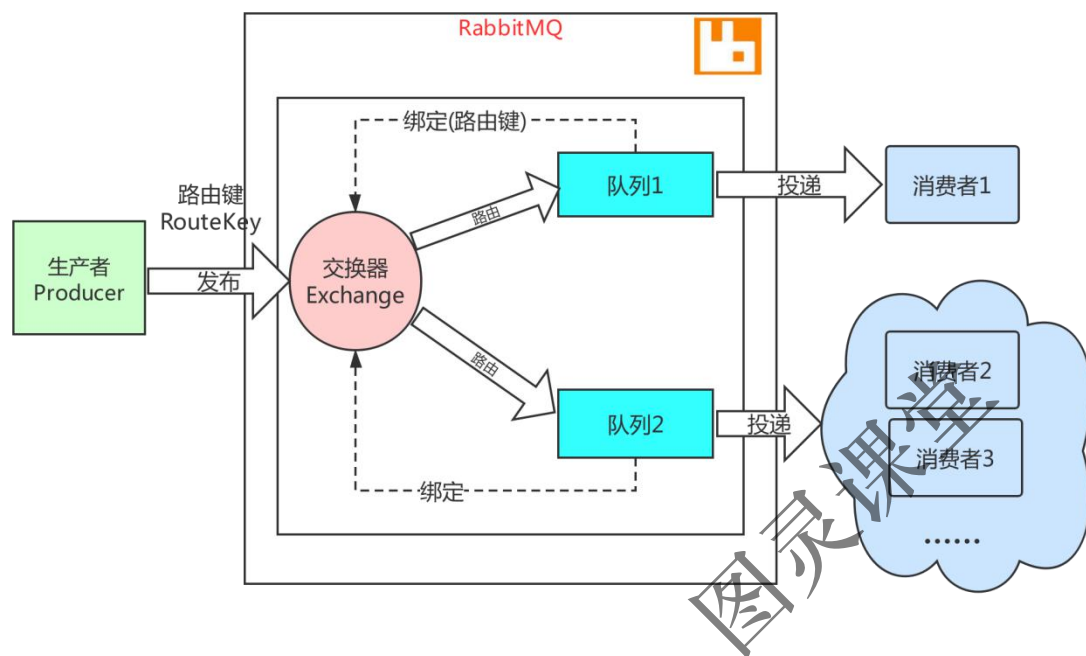 RabbitMQ
绑定(路由键)
队列1
投递
消费者1
路由键
RouteKey
路由
生产者
Producer
发布
交换器
Exchange
路由
消费者2
队列2
投递
消费者3
绑定
......
图灵课堂